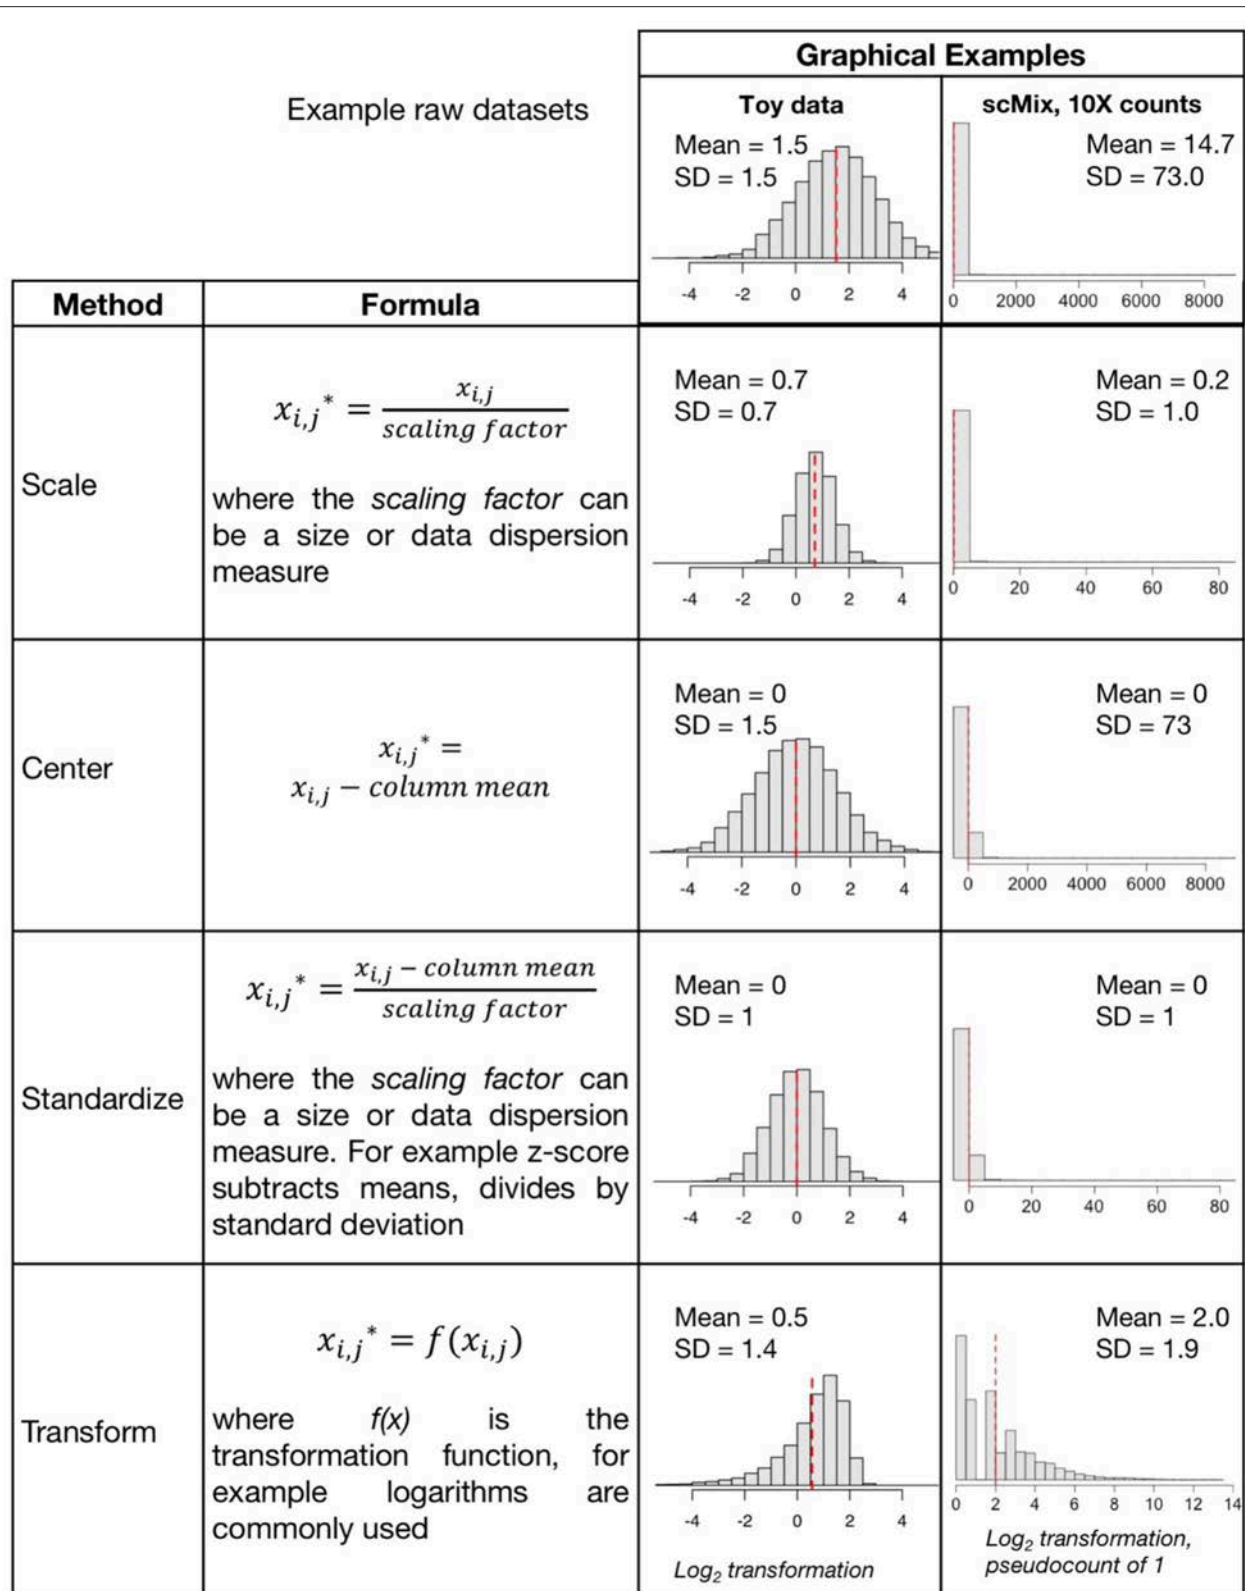 Graphical Examples
Example raw datasets
Toy data
Mean = 1.5
SD = 1.5
-4 -2 0 2 4
scMix, 10X counts
Mean = 14.7
SD = 73.0
0 2000 4000 6000 8000
Method
Formula
Scale
x_{i,j}^* = \frac{x_{i,j}}{scaling factor}
where the scaling factor can
be a size or data dispersion
measure
Mean = 0.7
SD = 0.7
-4 -2 0 2 4
Mean = 0.2
SD = 1.0
0 20 40 60 80
Center
x_{i,j}^* =
x_{i,j} − column mean
Mean = 0
SD = 1.5
-4 -2 0 2 4
Mean = 0
SD = 73
0 2000 4000 6000 8000
Standardize
x_{i,j}^* = \frac{x_{i,j} − column mean}{scaling factor}
where the scaling factor can
be a size or data dispersion
measure. For example z-score
subtracts means, divides by
standard deviation
Mean = 0
SD = 1
-4 -2 0 2 4
Mean = 0
SD = 1
0 20 40 60 80
Transform
x_{i,j}^* = f(x_{i,j})
where f(x) is the
transformation function, for
example logarithms are
commonly used
Mean = 0.5
SD = 1.4
-4 -2 0 2 4
Log₂ transformation
Mean = 2.0
SD = 1.9
0 2 4 6 8 10 12 14
Log₂ transformation,
pseudocount of 1